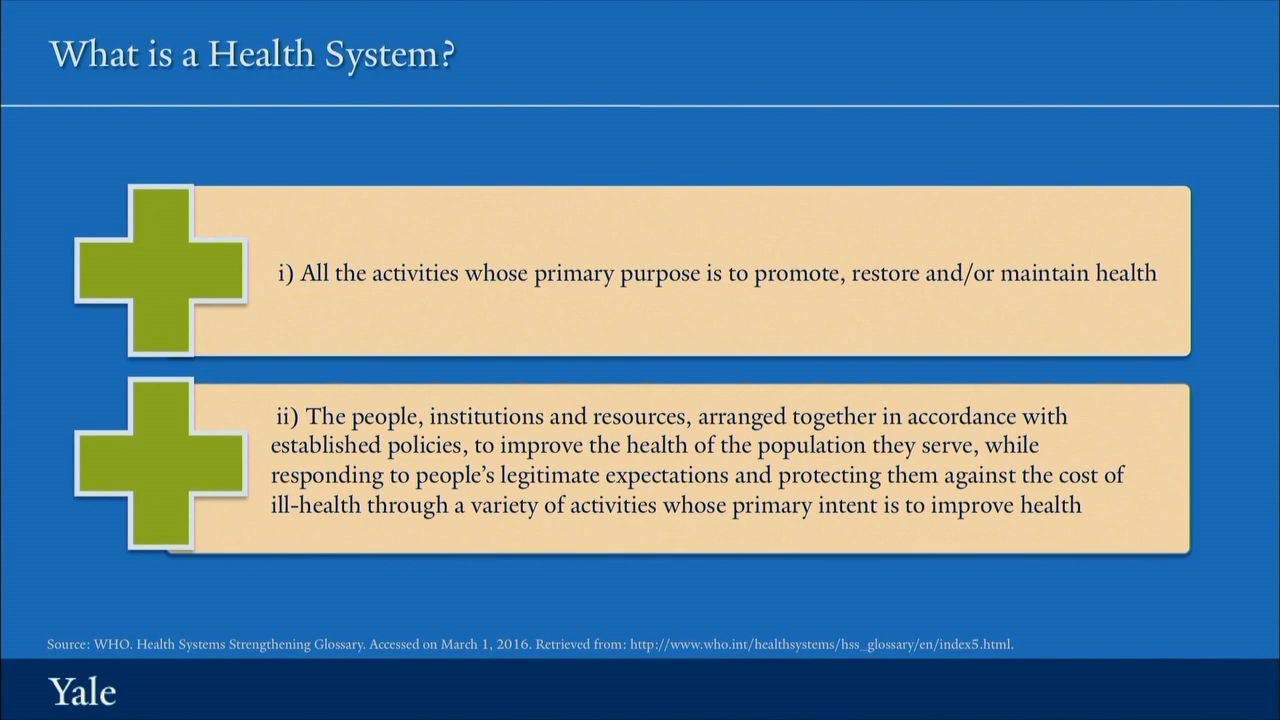 What is a Health System?
i) All the activities whose primary purpose is to promote, restore and/or maintain health
ii) The people, institutions and resources, arranged together in accordance with
established policies, to improve the health of the population they serve, while
responding to people’s legitimate expectations and protecting them against the cost of
ill-health through a variety of activities whose primary intent is to improve health
Source: WHO. Health Systems Strengthening Glossary. Accessed on March 1, 2016. Retrieved from: http://www.who.int/healthsystems/hss_glossary/en/index5.html.
Yale